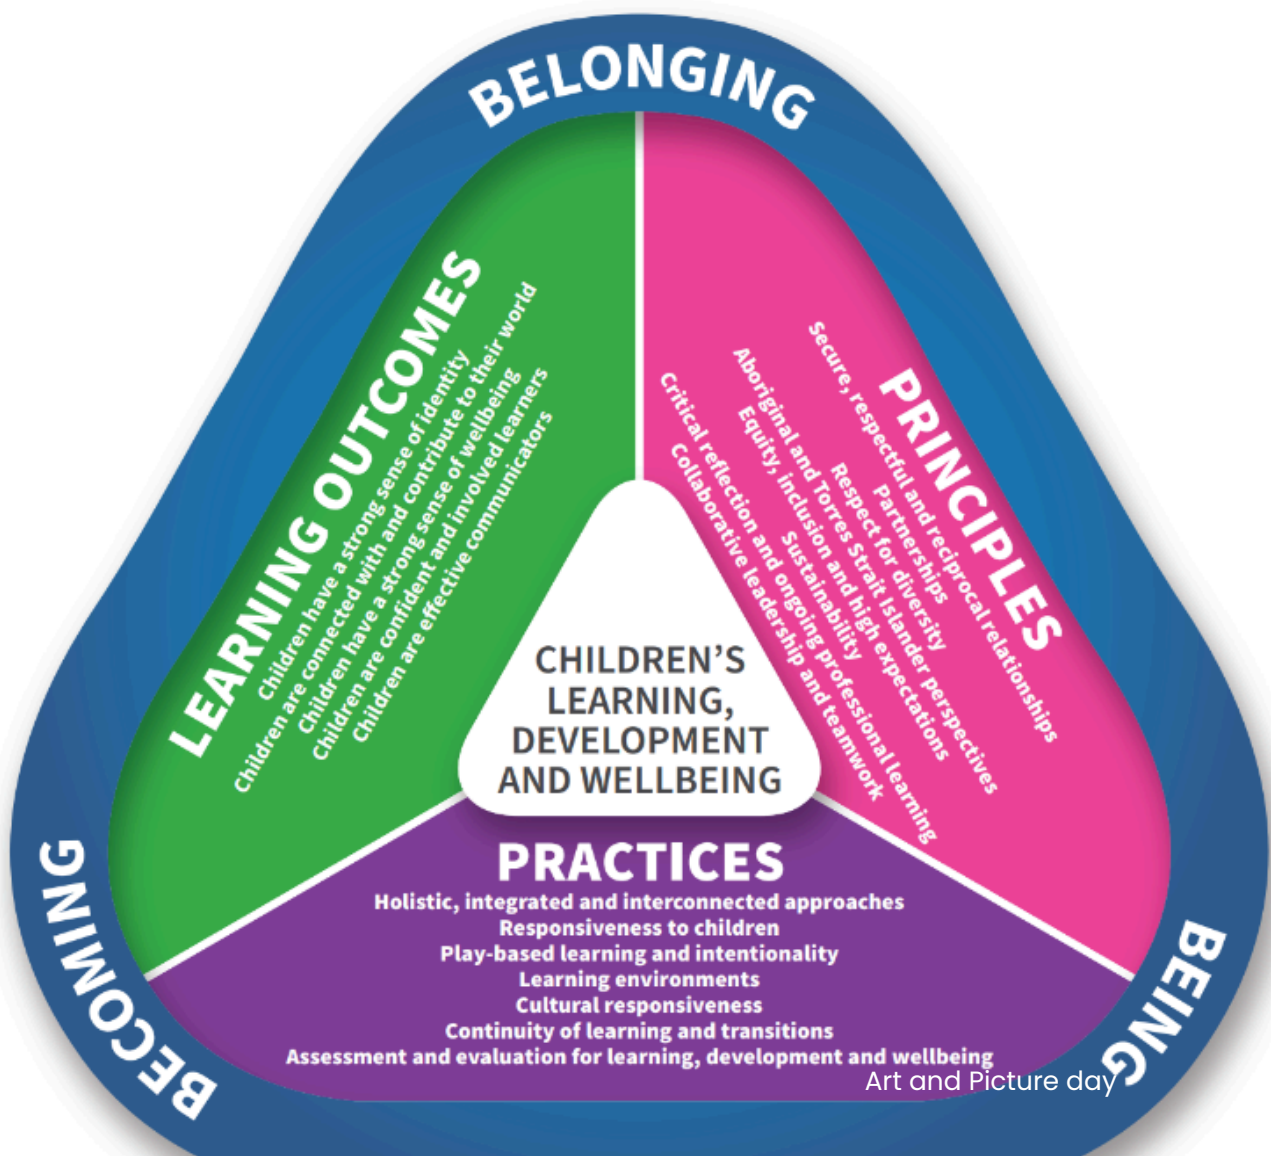 BELONGING
LEARNING OUTCOMES
Children have a strong sense of identity
Children are connected with and contribute to their world
Children have a strong sense of wellbeing
Children are confident and involved learners
Children are effective communicators
PRINCIPLES
Secure, respectful and reciprocal relationships
Partnerships
Respect for diversity
Aboriginal and Torres Strait Islander perspectives
Equity, inclusion and high expectations
Sustainability
Critical reflection and ongoing professional learning
Collaborative leadership and teamwork
CHILDREN'S
LEARNING,
DEVELOPMENT
AND WELLBEING
PRACTICES
Holistic, integrated and interconnected approaches
Responsiveness to children
Play-based learning and intentionality
Learning environments
Cultural responsiveness
Continuity of learning and transitions
Assessment and evaluation for learning, development and wellbeing
Art and Picture day
BECOMING
BEING